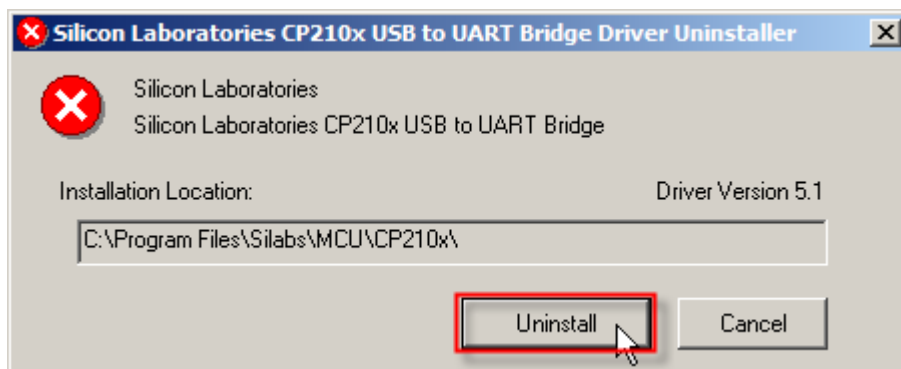 Silicon Laboratories CP210x USB to UART Bridge Driver Uninstaller
Silicon Laboratories
Silicon Laboratories CP210x USB to UART Bridge
Installation Location: Driver Version 5.1
C:\Program Files\Silabs\MCU\CP210x\
Uninstall Cancel